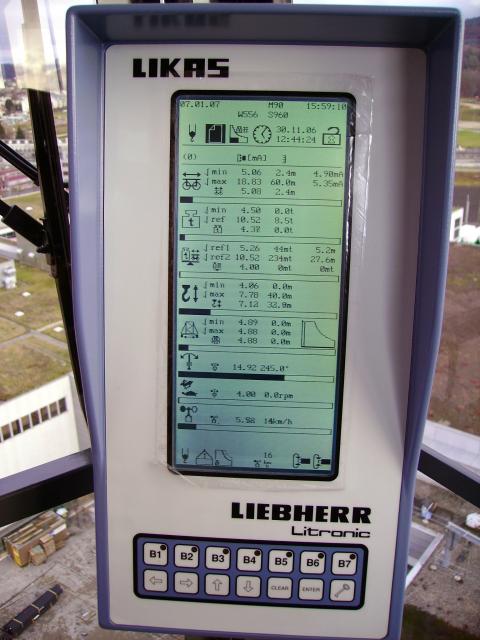 LIKAS
07.01.07 M90 15:59:10
W556 S960
30.11.06
12:44:24
(0) [mA]
min 5.06 2.4m 4.90mA
max 18.83 60.0m 5.35mA
5.08 2.4m
min 4.50 0.0t
t ref 10.52 8.5t
4.37 0.0t
ref1 5.26 44mt 5.2m
ref2 10.52 234mt 27.6m
4.00 0mt 0mt
min 4.06 0.0m
max 7.78 40.0m
7.12 32.9m
min 4.89 0.0m
max 4.88 0.0m
4.88 0.0m
14.92 245.0°
4.00 0.0rpm
5.98 14km/h
16
LIEBHERR
Litronic
B1 B2 B3 B4 B5 B6 B7
CLEAR ENTER